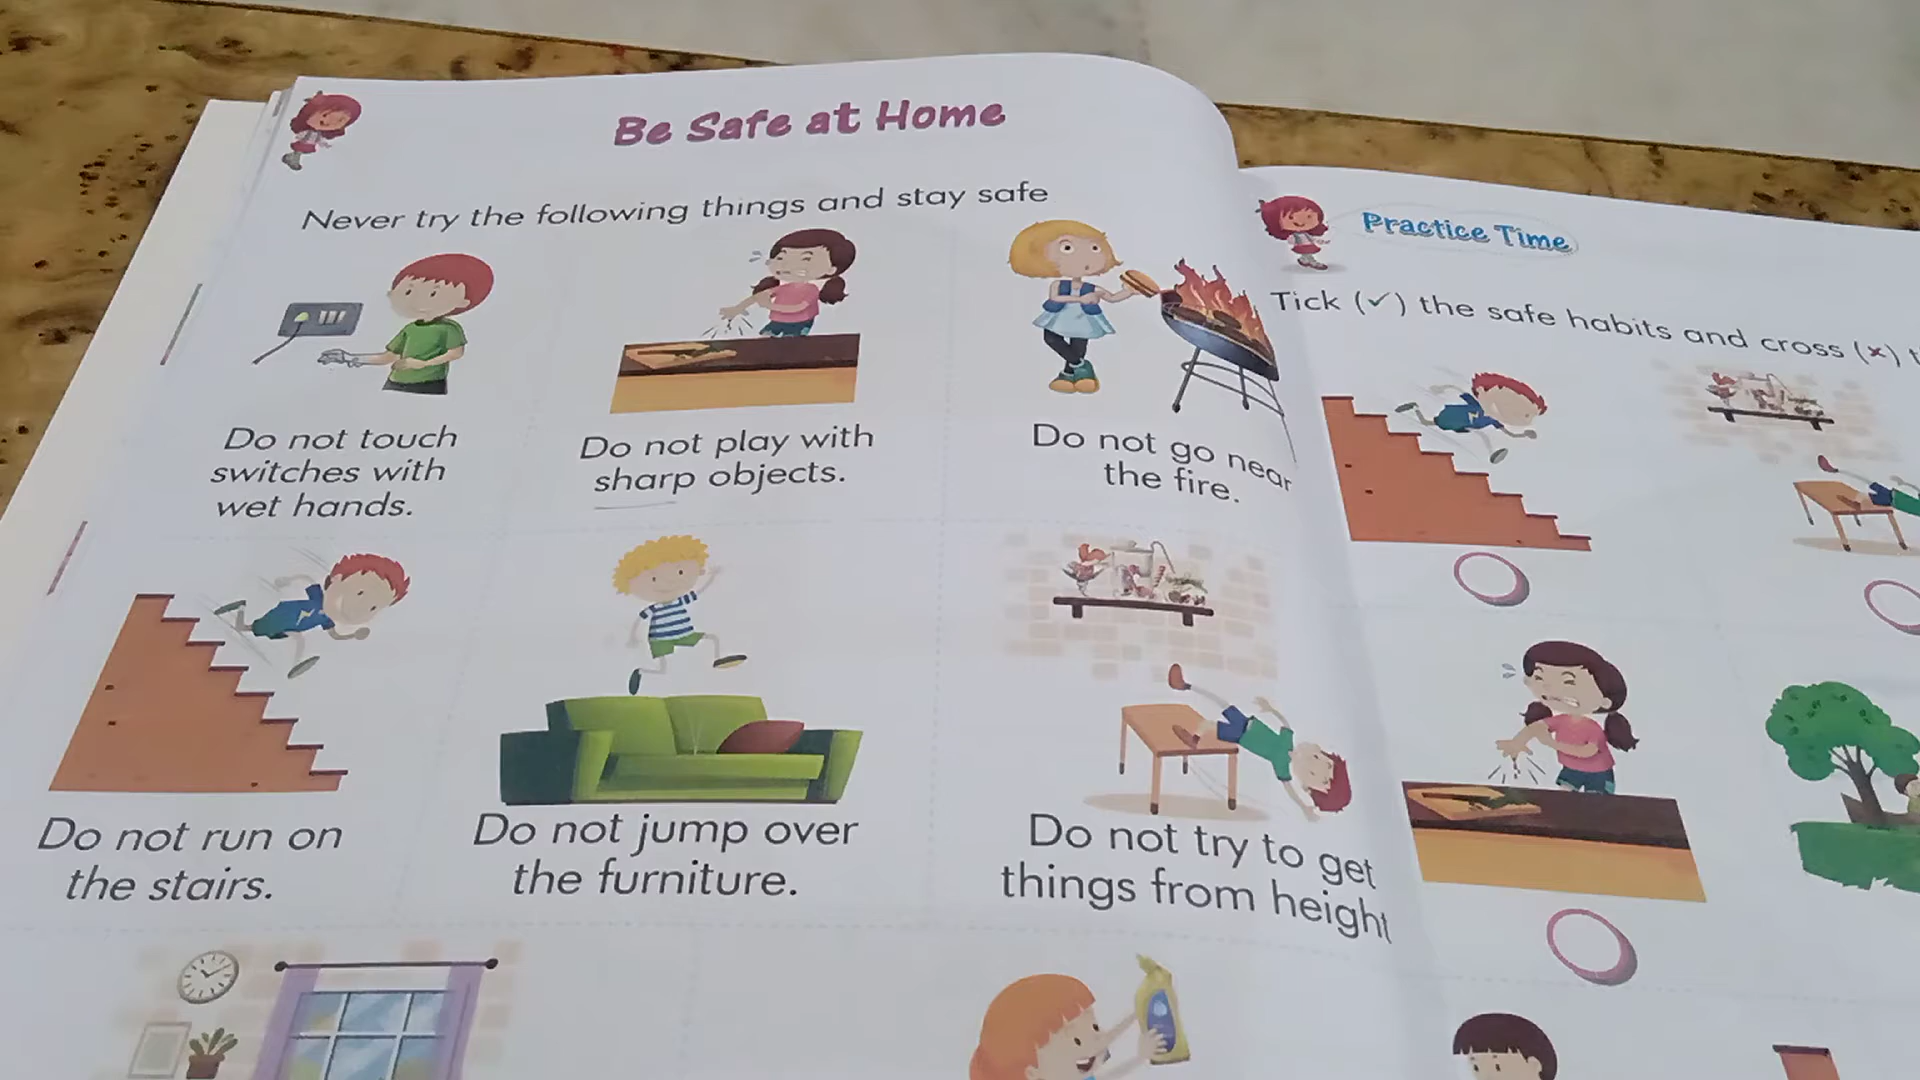 Be Safe at Home
Never try the following things and stay safe
Do not touch
switches with
wet hands.
Do not play with
sharp objects.
Do not go near
the fire.
Do not run on
the stairs.
Do not jump over
the furniture.
Do not try to get
things from height
Practice Time
Tick (✓) the safe habits and cross (×)